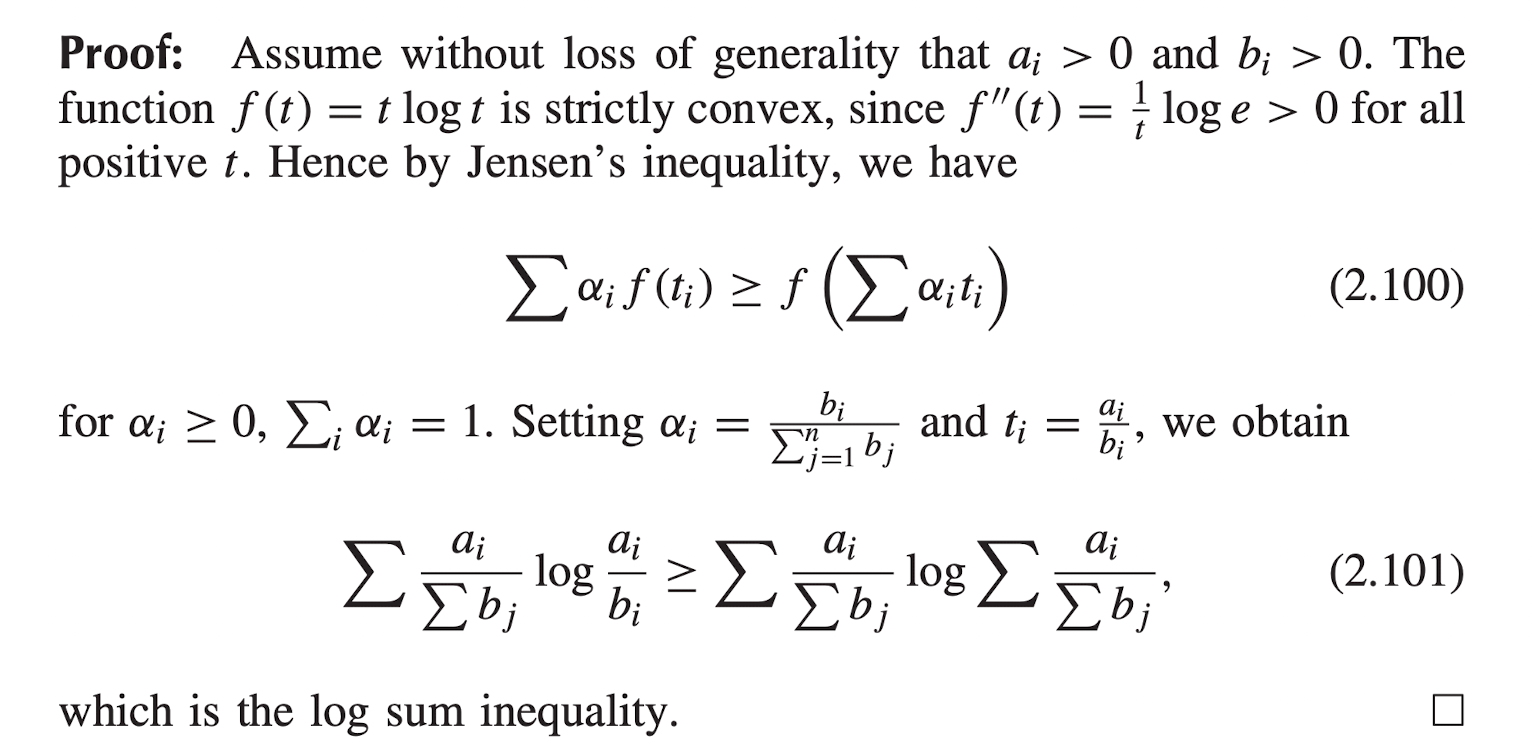 Proof: Assume without loss of generality that $a_i > 0$ and $b_i > 0$. The
function $f(t) = t \log t$ is strictly convex, since $f''(t) = \frac{1}{t} \log e > 0$ for all
positive $t$. Hence by Jensen’s inequality, we have
$\sum \alpha_i f(t_i) \geq f\left(\sum \alpha_i t_i\right)$ (2.100)
for $\alpha_i \geq 0$, $\sum_i \alpha_i = 1$. Setting $\alpha_i = \frac{b_i}{\sum_{j=1}^n b_j}$ and $t_i = \frac{a_i}{b_i}$, we obtain
$\sum \frac{a_i}{\sum b_j} \log \frac{a_i}{b_i} \geq \sum \frac{a_i}{\sum b_j} \log \sum \frac{a_i}{\sum b_j},$ (2.101)
which is the log sum inequality. □